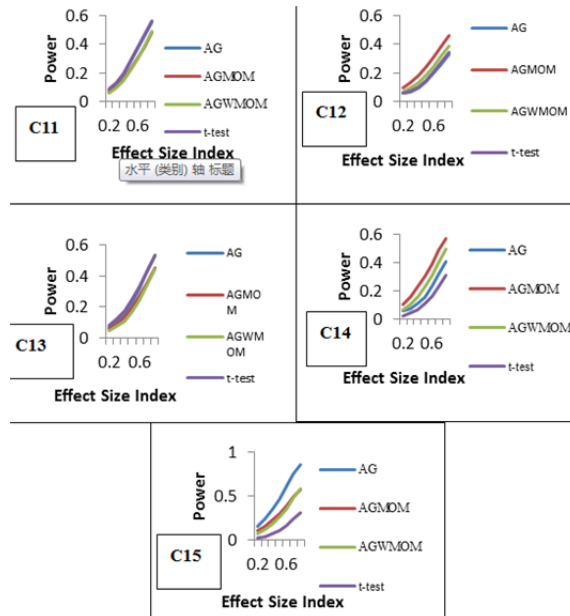 0.6
0.4
0.2
0
Power
0.2 0.6
Effect Size Index
AG
AGMOM
AGWMOM
t-test
C11
水平 (类别) 轴 标题
0.6
0.4
0.2
0
Power
0.2 0.6
Effect Size Index
AG
AGMOM
AGWMOM
t-test
C12
0.6
0.4
0.2
0
Power
0.2 0.6
Effect Size Index
AG
AGMO
M
AGWM
OM
t-test
C13
0.6
0.4
0.2
0
Power
0.2 0.6
Effect Size Index
AG
AGMOM
AGWMOM
t-test
C14
1
0.5
0
Power
0.2 0.6
Effect Size Index
AG
AGMOM
AGWMOM
t-test
C15